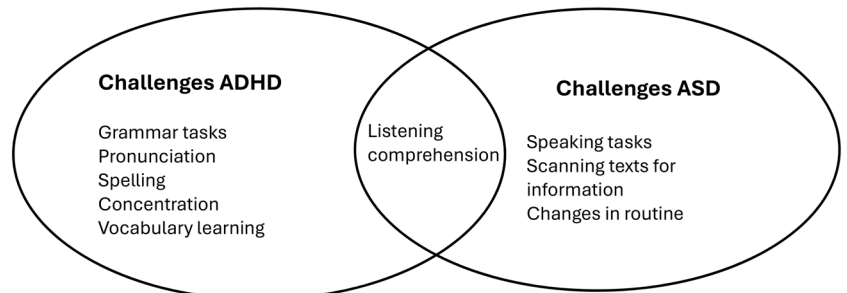 Challenges ADHD
Grammar tasks
Pronunciation
Spelling
Concentration
Vocabulary learning
Listening
comprehension
Challenges ASD
Speaking tasks
Scanning texts for
information
Changes in routine